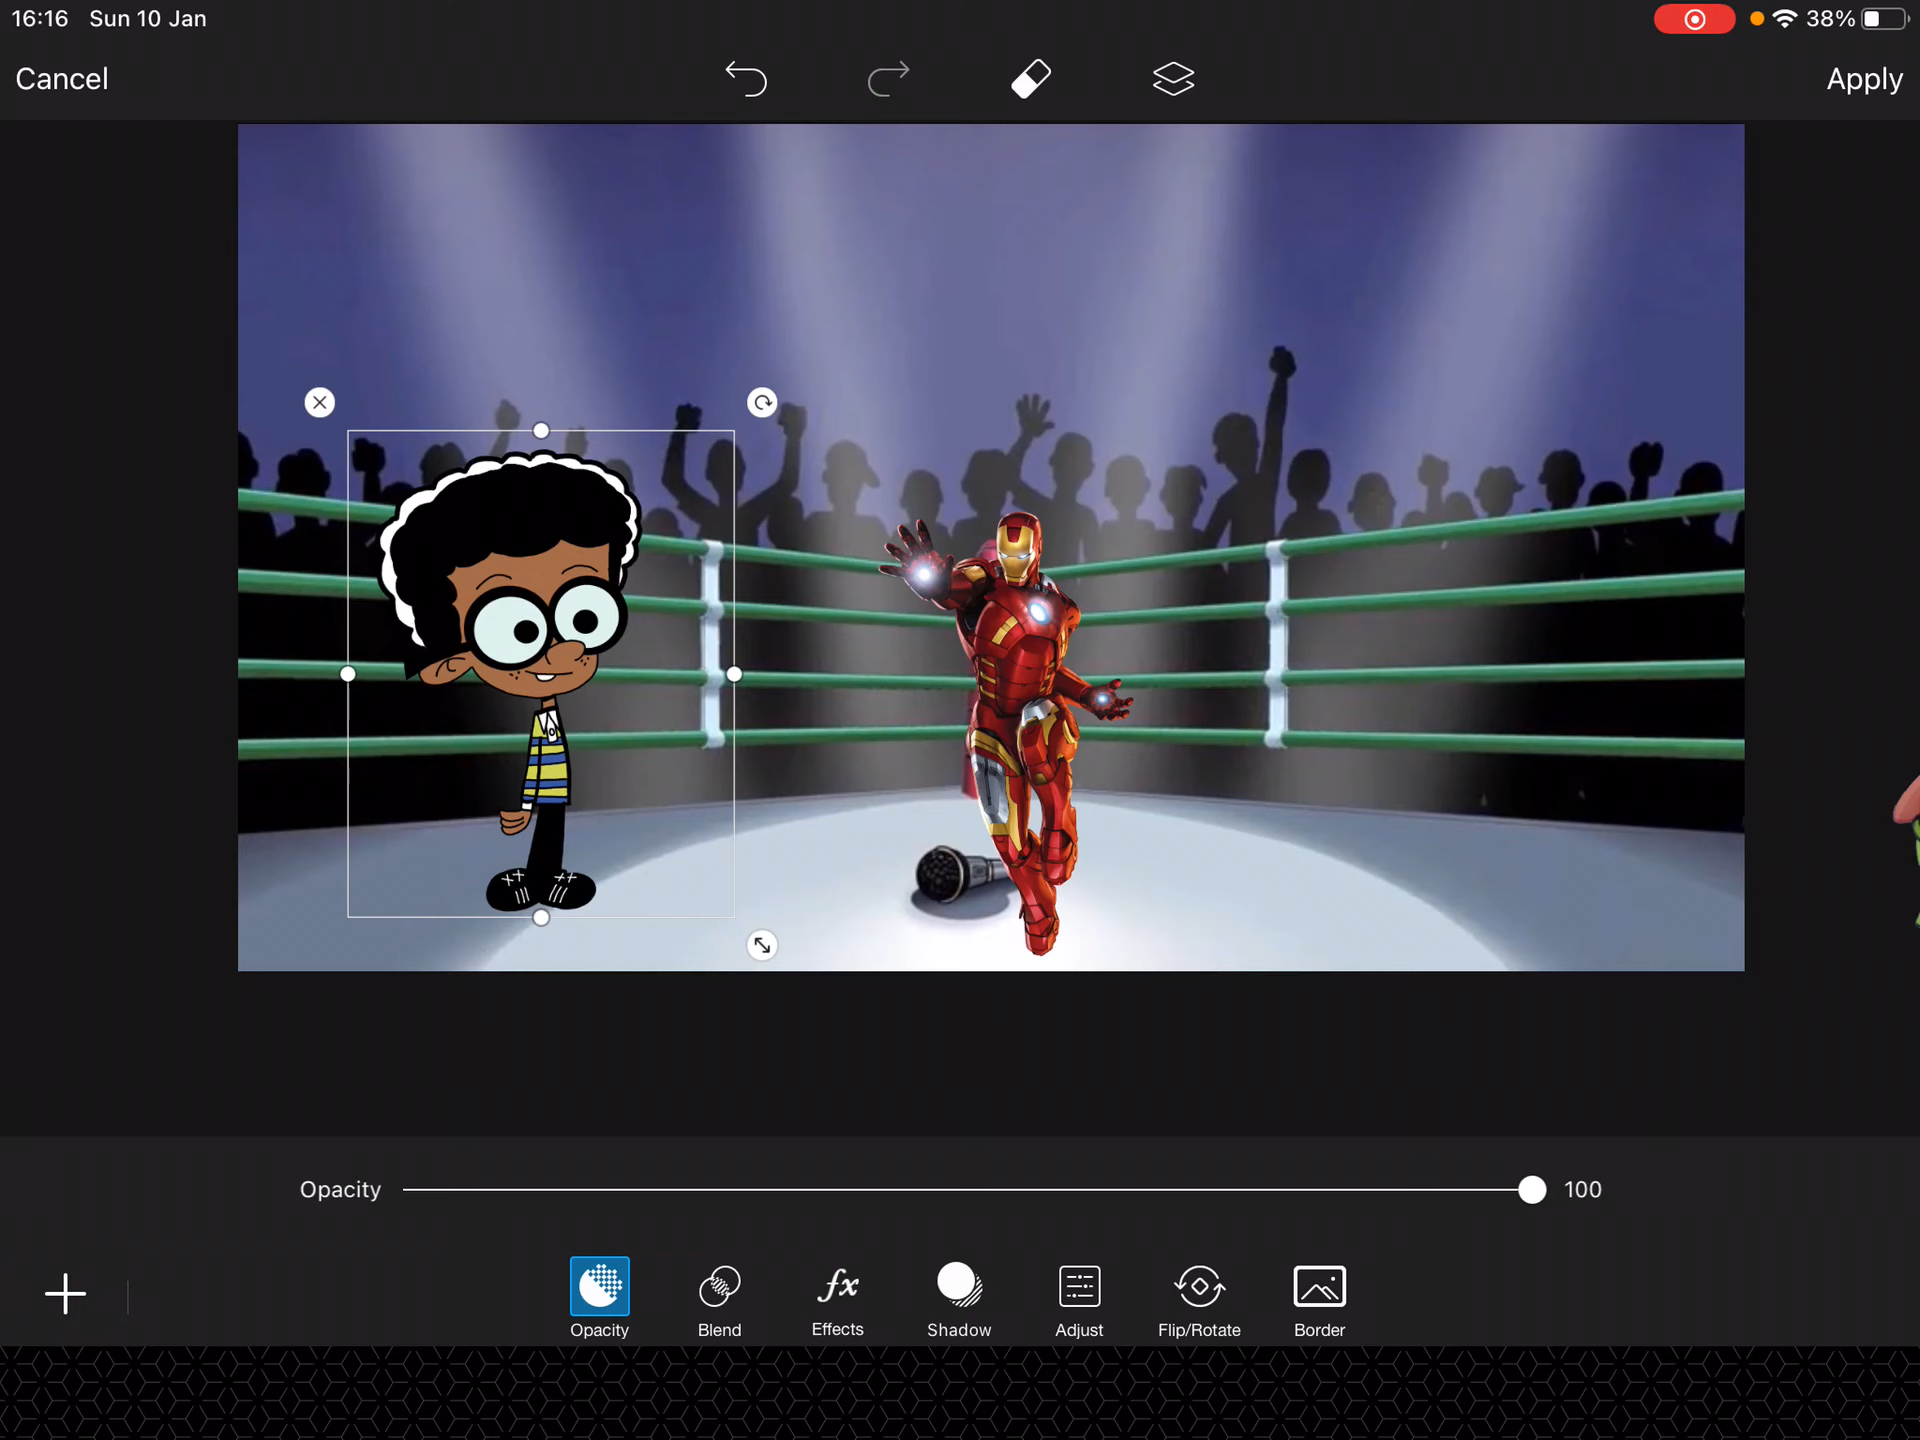 16:16 Sun 10 Jan
38%
Cancel
Apply
Opacity 100
Opacity
Blend
Effects
Shadow
Adjust
Flip/Rotate
Border